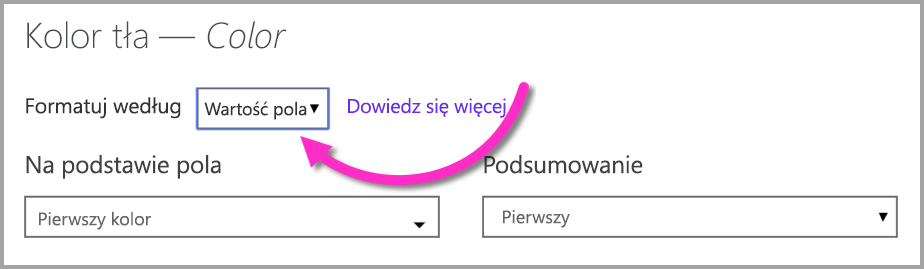 Kolor tła — Color
Formatuj według Wartość pola Dowiedz się więcej
Na podstawie pola Podsumowanie
Pierwszy kolor Pierwszy